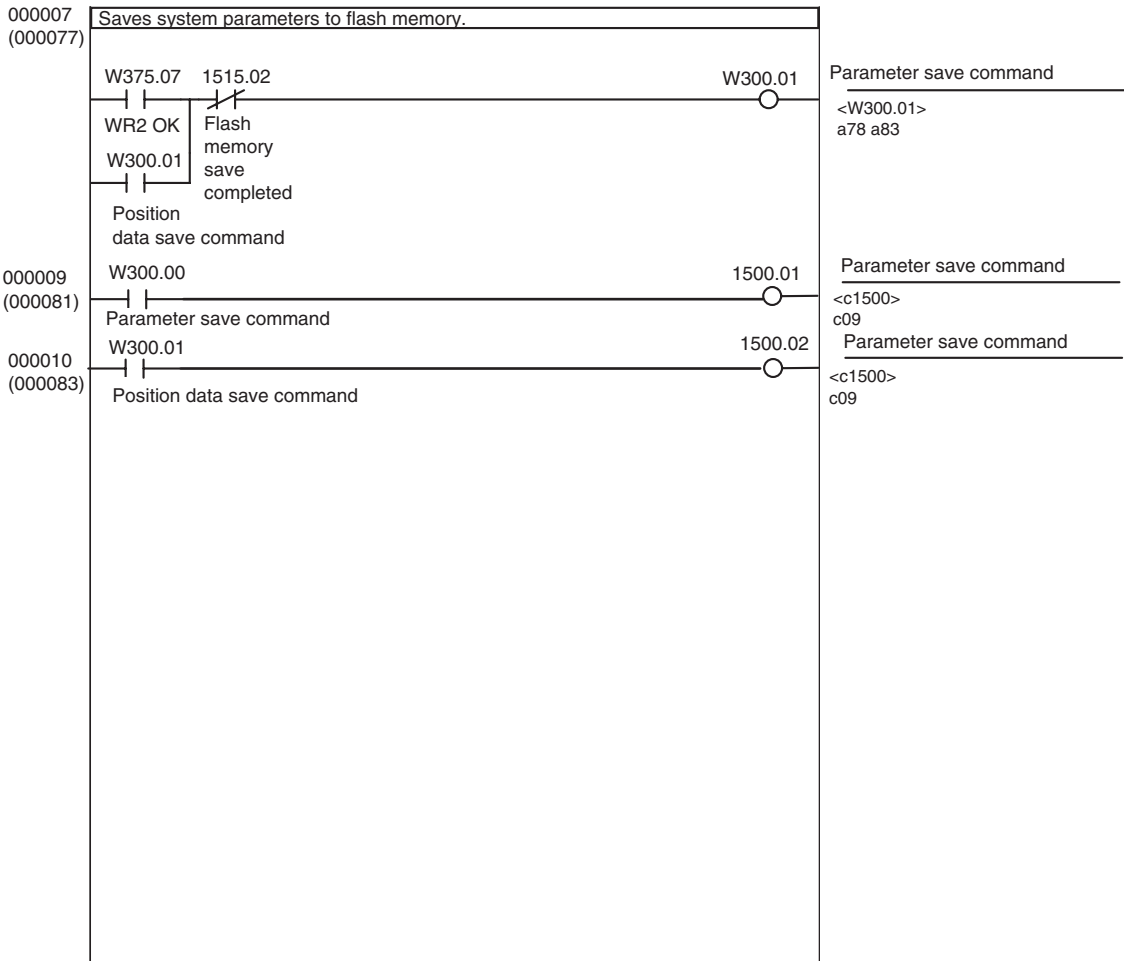 000007
(000077)
Saves system parameters to flash memory.
W375.07 1515.02 W300.01 Parameter save command
<W300.01>
a78 a83
WR2 OK Flash
memory
save
completed
W300.01
Position
data save command
000009
(000081)
W300.00 1500.01 Parameter save command
<c1500>
c09
Parameter save command
000010
(000083)
W300.01 1500.02 Parameter save command
<c1500>
c09
Position data save command